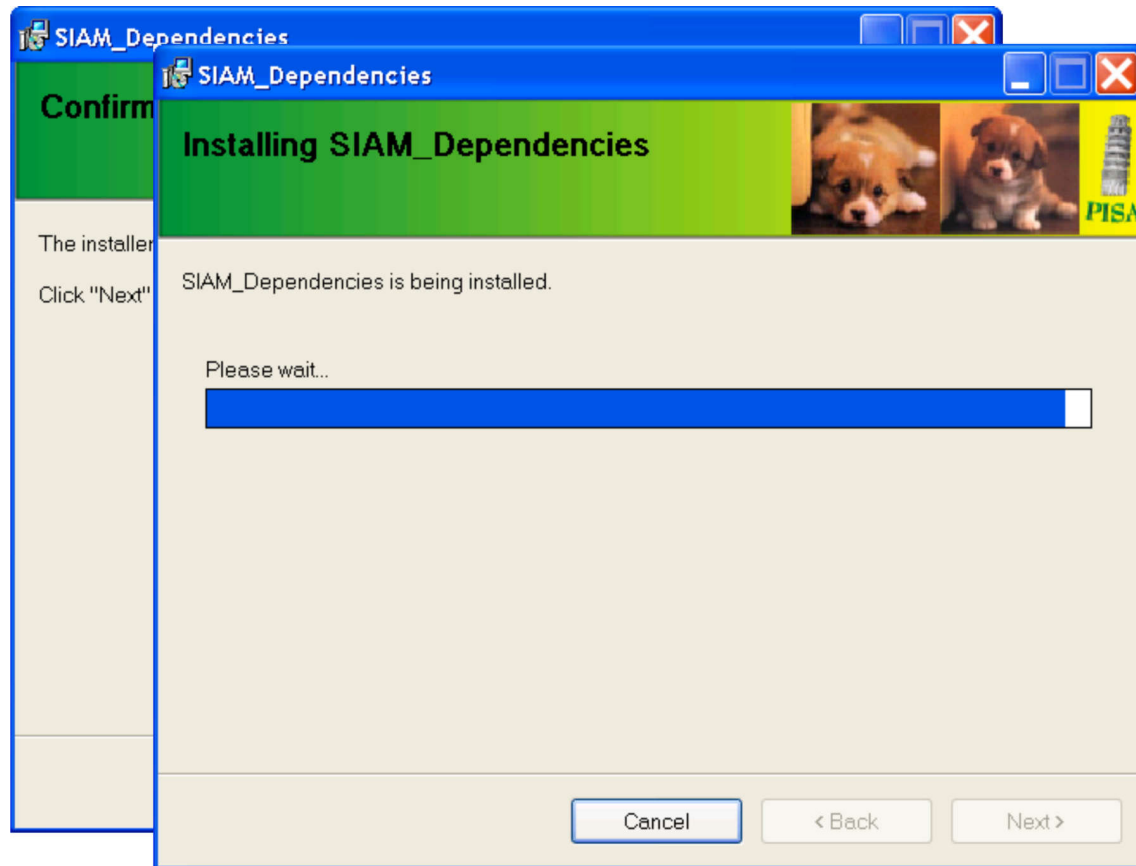 SIAM_Dependencies
Confirm
The installer
Click "Next"
SIAM_Dependencies
Installing SIAM_Dependencies
PISA
SIAM_Dependencies is being installed.
Please wait...
Cancel
< Back
Next >